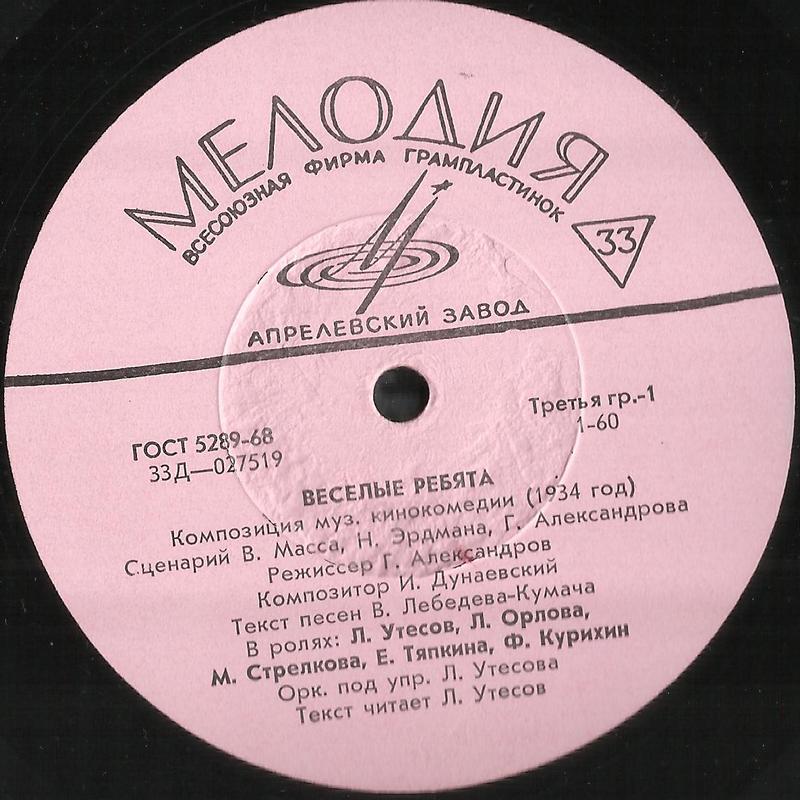 МЕЛОДИЯ
ВСЕСОЮЗНАЯ ФИРМА ГРАМПЛАСТИНОК
33
АПРЕЛЕВСКИЙ ЗАВОД
ГОСТ 5289-68
33Д—027519
Третья гр.-1
1-60
ВЕСЕЛЫЕ РЕБЯТА
Композиция муз. кинокомедии (1934 год)
Сценарий В. Масса, Н. Эрдмана, Г. Александрова
Режиссер Г. Александров
Композитор И. Дунаевский
Текст песен В. Лебедева-Кумача
В ролях: Л. Утесов, Л. Орлова,
М. Стрелкова, Е. Тяпкина, Ф. Курихин
Орк. под упр. Л. Утесова
Текст читает Л. Утесов